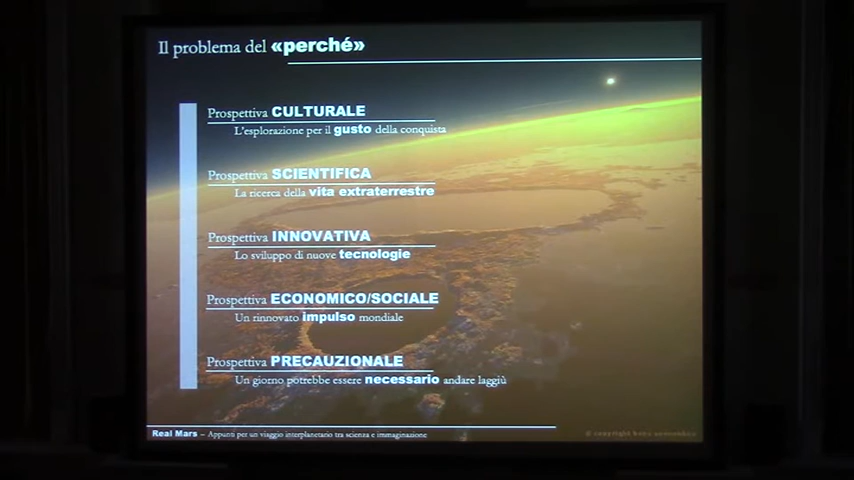 Il problema del «perché»
Prospettiva CULTURALE
L'esplorazione per il gusto della conquista
Prospettiva SCIENTIFICA
La ricerca della vita extraterrestre
Prospettiva INNOVATIVA
Lo sviluppo di nuove tecnologie
Prospettiva ECONOMICO/SOCIALE
Un rinnovato impulso mondiale
Prospettiva PRECAUZIONALE
Un giorno potrebbe essere necessario andare laggiù
Real Mars – Appunti per un viaggio interplanetario tra scienza e immaginazione
© copyright